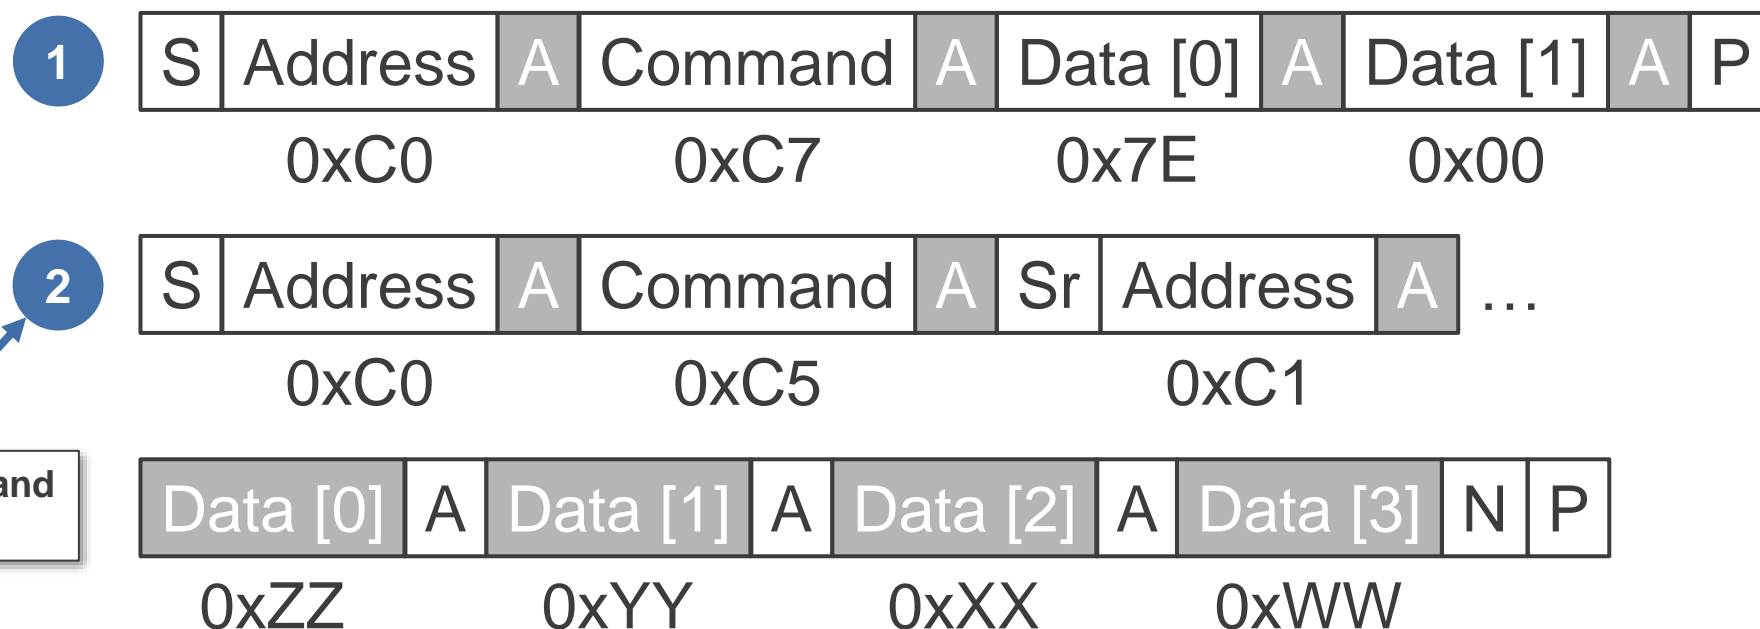 1 S Address A Command A Data [0] A Data [1] A P
0xC0 0xC7 0x7E 0x00
2 S Address A Command A Sr Address A ...
0xC0 0xC5 0xC1
and
Data [0] A Data [1] A Data [2] A Data [3] N P
0xZZ 0xYY 0xXX 0xWW